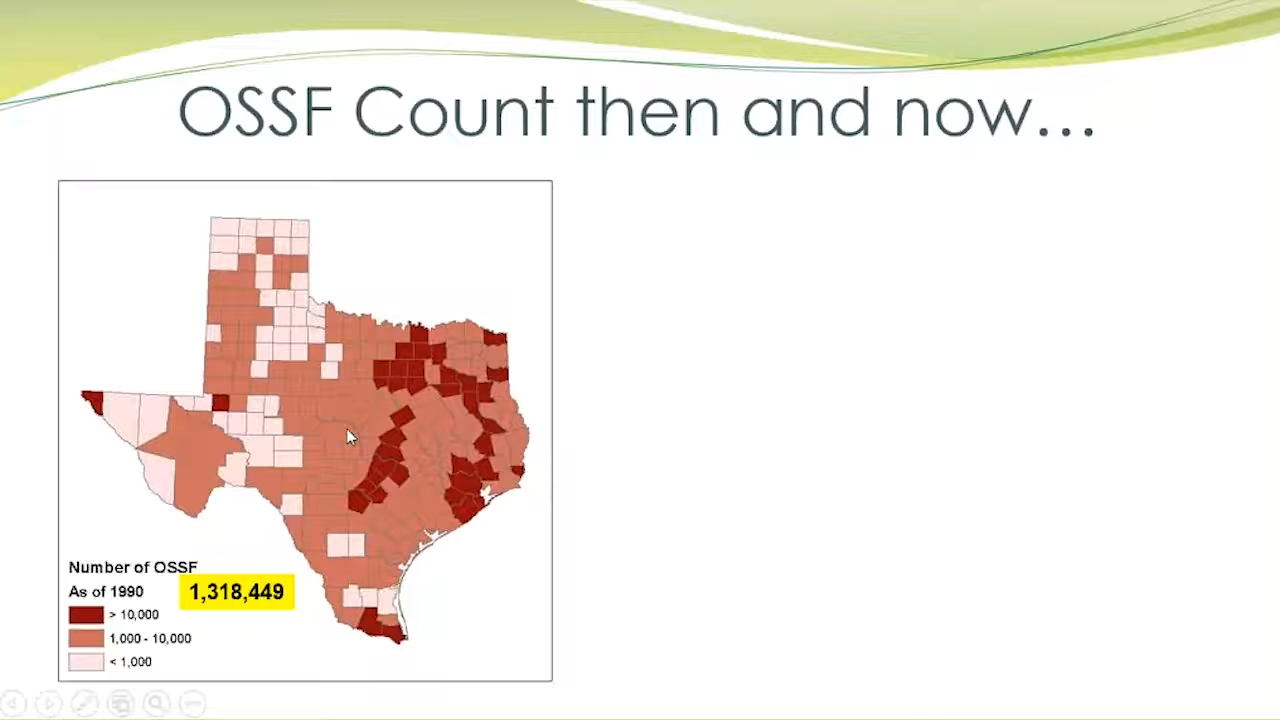 OSSF Count then and now...
Number of OSSF
As of 1990 1,318,449
> 10,000
1,000 - 10,000
< 1,000